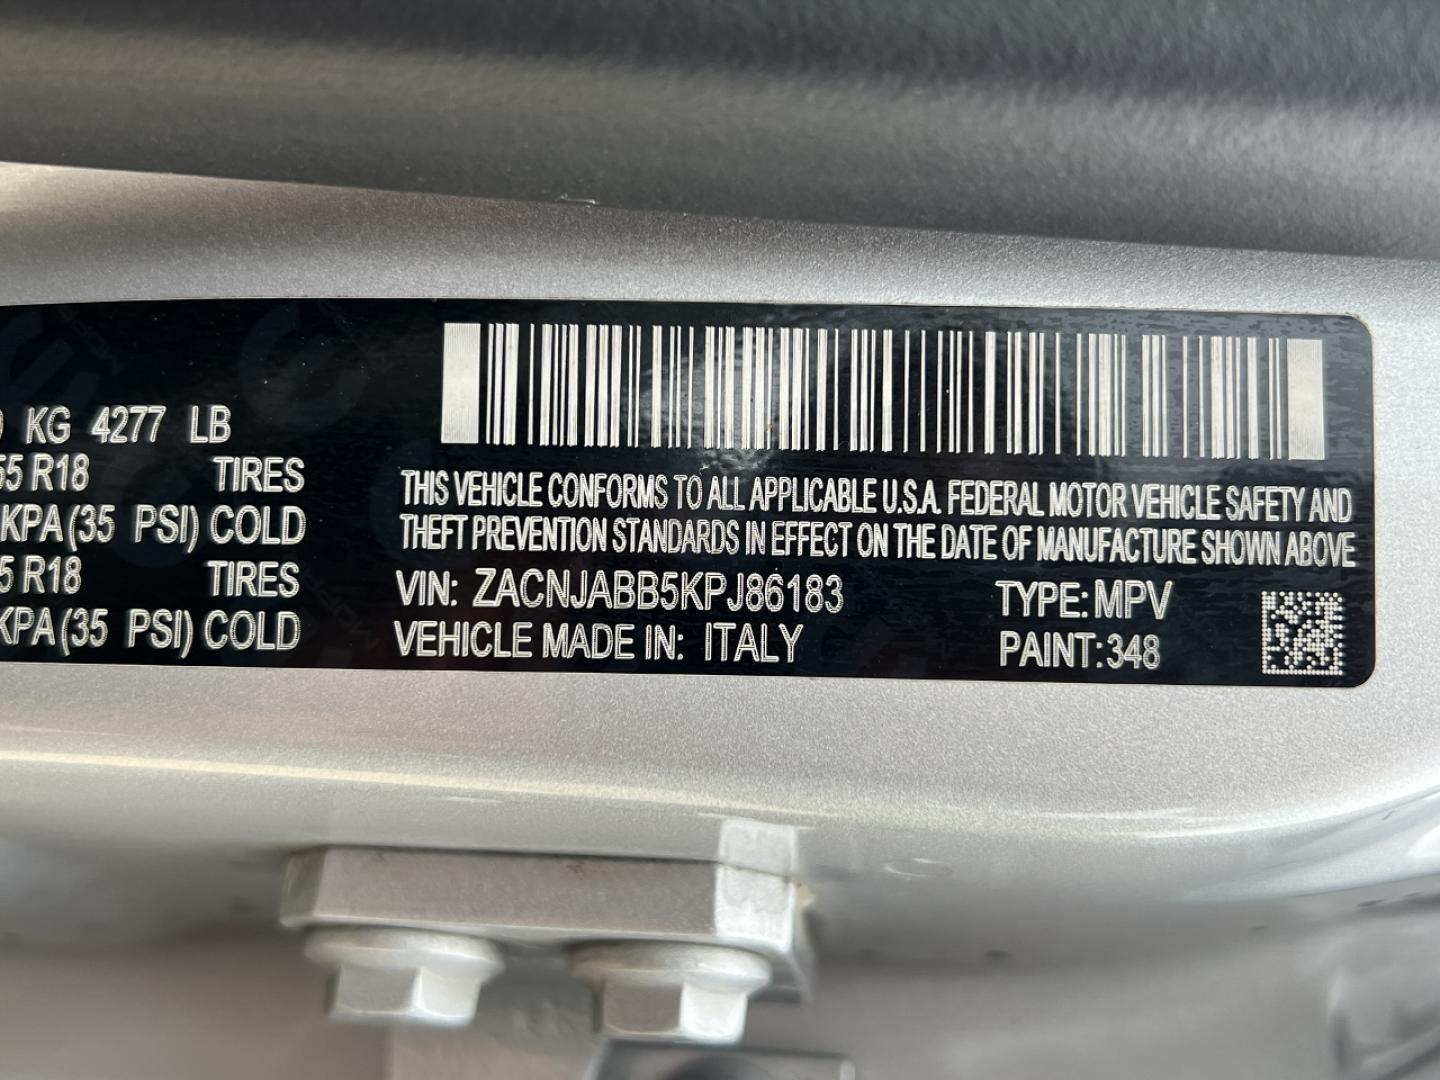 KG 4277 LB
55 R18 TIRES
KPA(35 PSI) COLD
5 R18 TIRES
KPA(35 PSI) COLD
THIS VEHICLE CONFORMS TO ALL APPLICABLE U.S.A. FEDERAL MOTOR VEHICLE SAFETY AND
THEFT PREVENTION STANDARDS IN EFFECT ON THE DATE OF MANUFACTURE SHOWN ABOVE
VIN: ZACNJABB5KPJ86183 TYPE: MPV
VEHICLE MADE IN: ITALY PAINT: 348